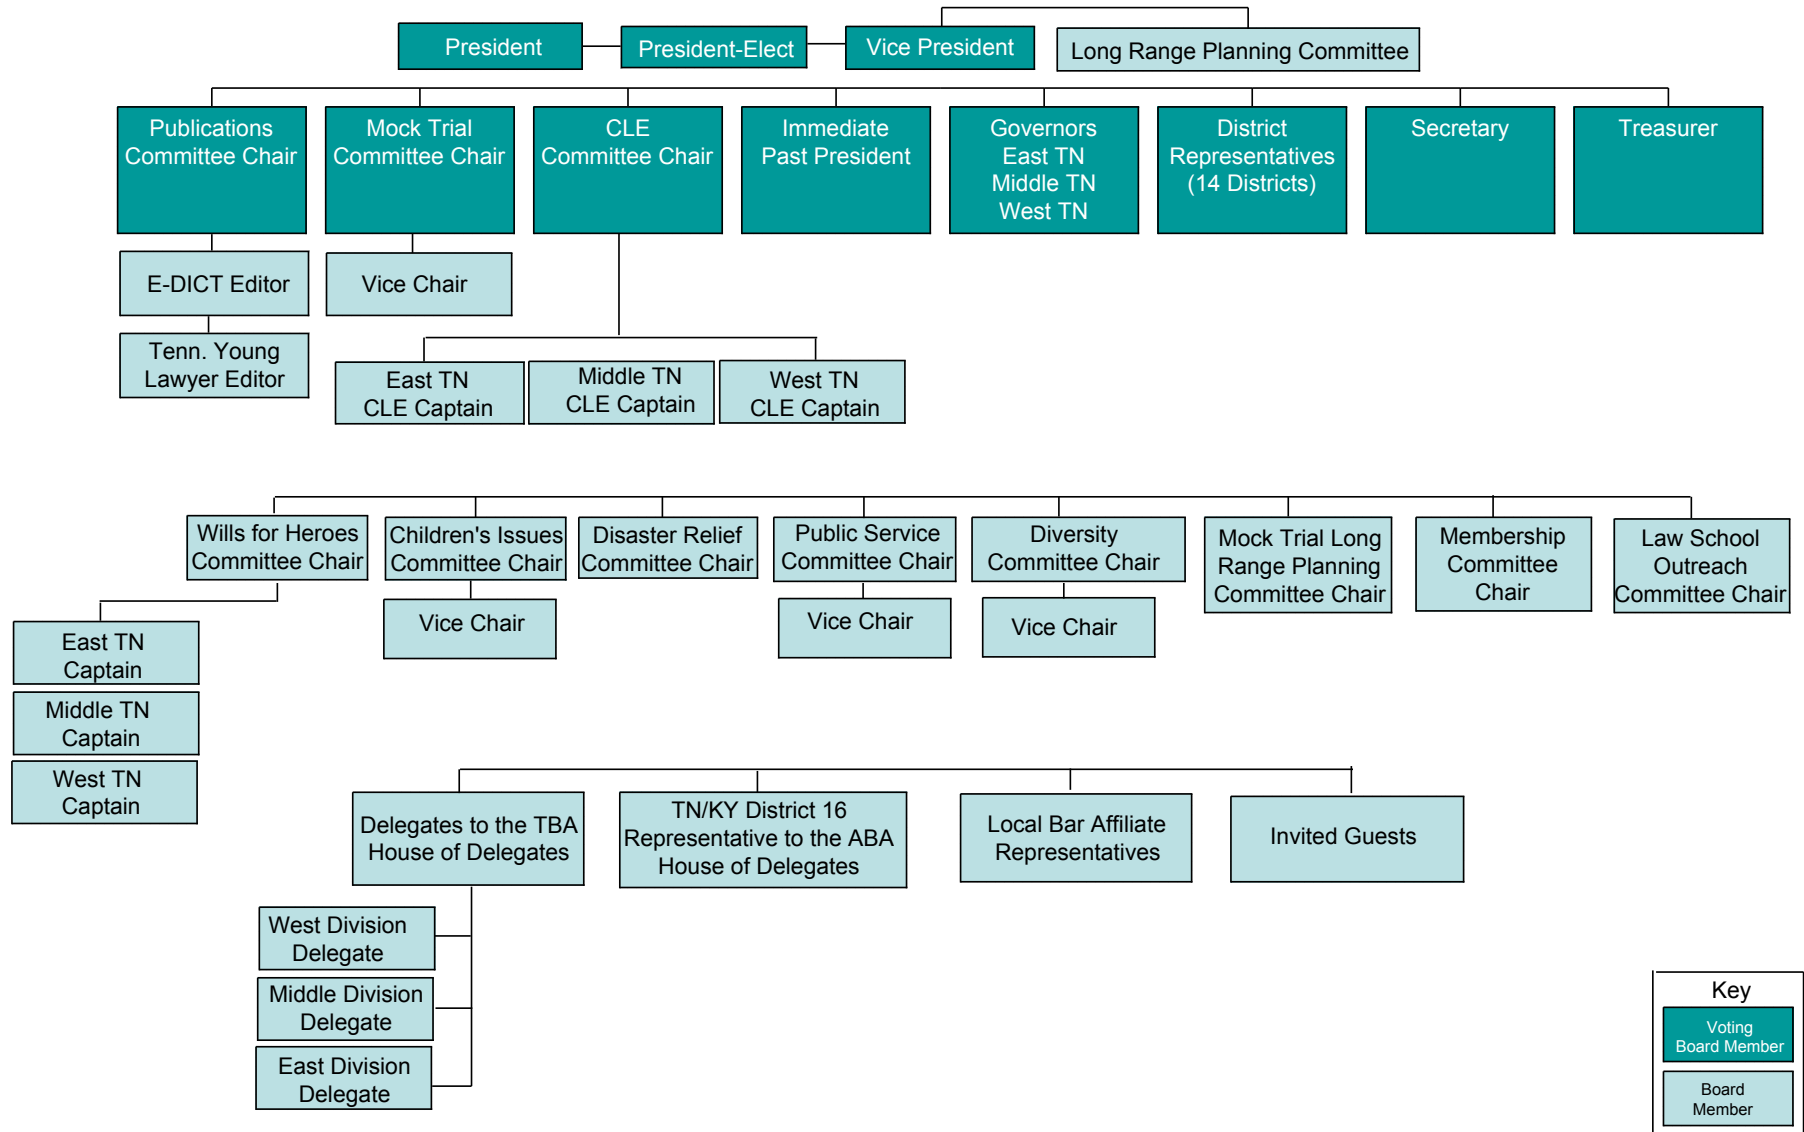 President
President-Elect
Vice President
Long Range Planning Committee
Publications
Committee Chair
Mock Trial
Committee Chair
CLE
Committee Chair
Immediate
Past President
Governors
East TN
Middle TN
West TN
District
Representatives
(14 Districts)
Secretary
Treasurer
E-DICT Editor
Vice Chair
Tenn. Young
Lawyer Editor
East TN
CLE Captain
Middle TN
CLE Captain
West TN
CLE Captain
Wills for Heroes
Committee Chair
Children's Issues
Committee Chair
Disaster Relief
Committee Chair
Public Service
Committee Chair
Diversity
Committee Chair
Mock Trial Long
Range Planning
Committee Chair
Membership
Committee
Chair
Law School
Outreach
Committee Chair
Vice Chair
Vice Chair
Vice Chair
East TN
Captain
Middle TN
Captain
West TN
Captain
Delegates to the TBA
House of Delegates
TN/KY District 16
Representative to the ABA
House of Delegates
Local Bar Affiliate
Representatives
Invited Guests
West Division
Delegate
Middle Division
Delegate
East Division
Delegate
Key
Voting
Board Member
Board
Member